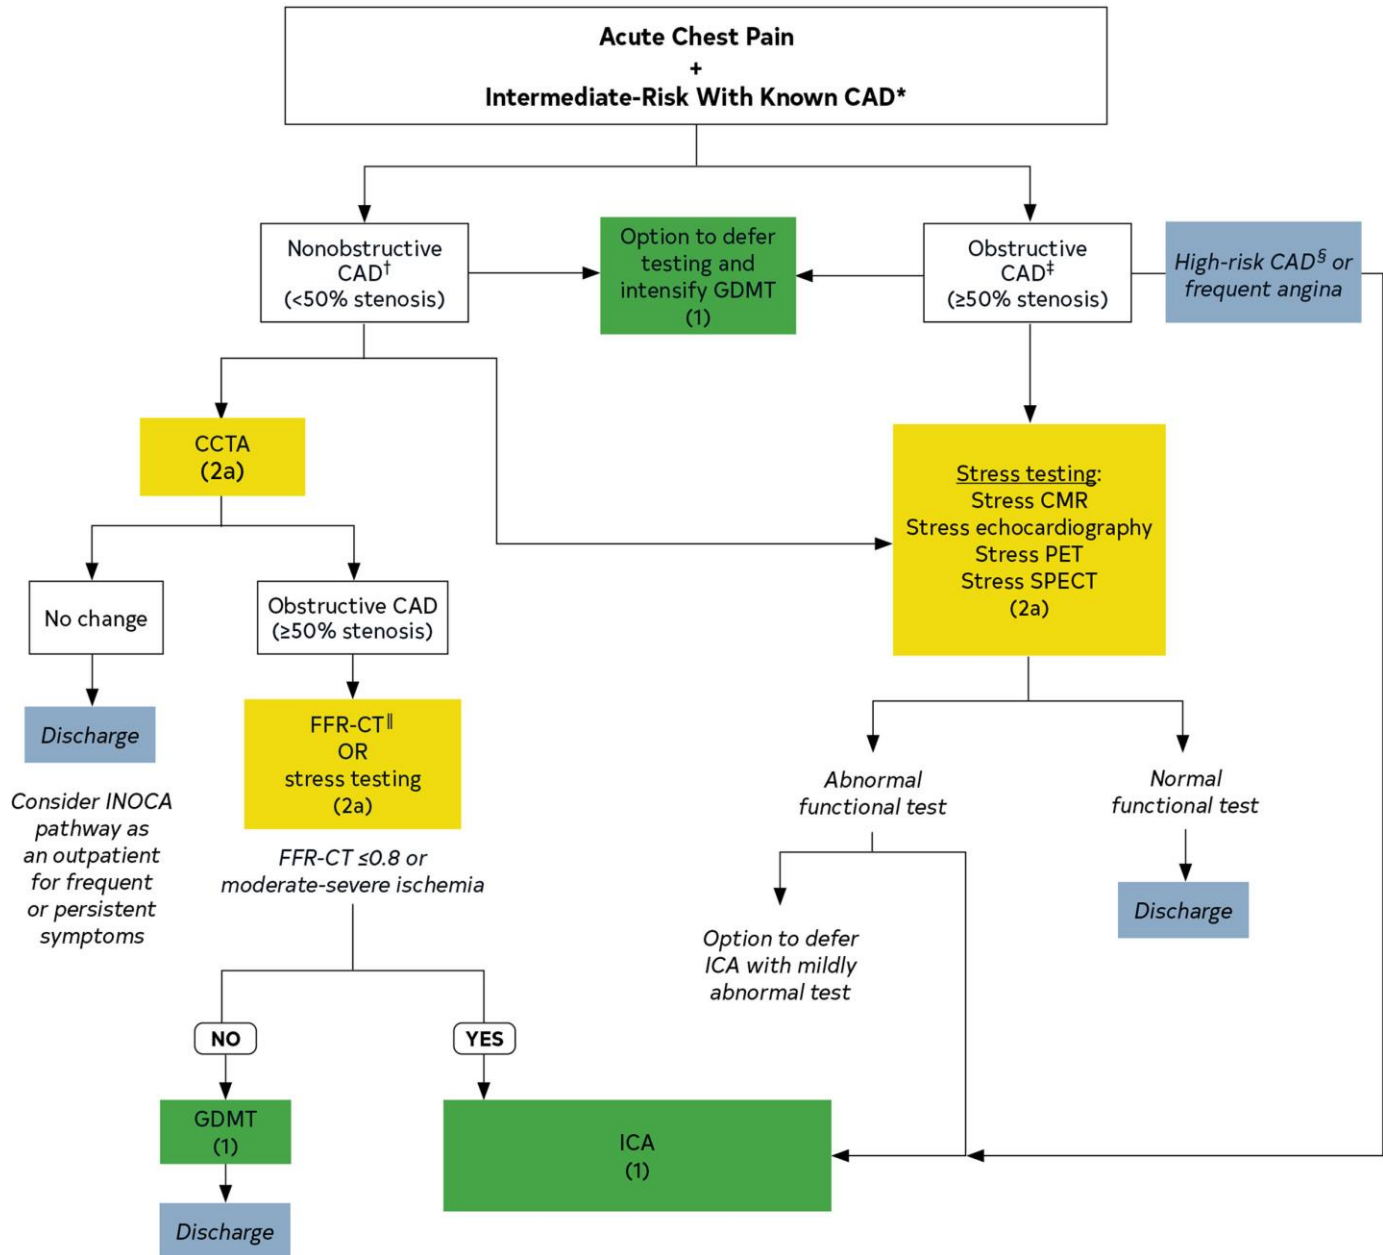 Acute Chest Pain
+
Intermediate-Risk With Known CAD*
Nonobstructive
CAD†
(<50% stenosis)
Option to defer
testing and
intensify GDMT
(1)
Obstructive
CAD‡
(≥50% stenosis)
High-risk CAD§ or
frequent angina
CCTA
(2a)
Stress testing:
Stress CMR
Stress echocardiography
Stress PET
Stress SPECT
(2a)
No change
Obstructive CAD
(≥50% stenosis)
Discharge
Consider INOCA
pathway as
an outpatient
for frequent
or persistent
symptoms
FFR-CT‖
OR
stress testing
(2a)
FFR-CT ≤0.8 or
moderate-severe ischemia
Abnormal
functional test
Normal
functional test
Option to defer
ICA with mildly
abnormal test
Discharge
NO
YES
GDMT
(1)
ICA
(1)
Discharge